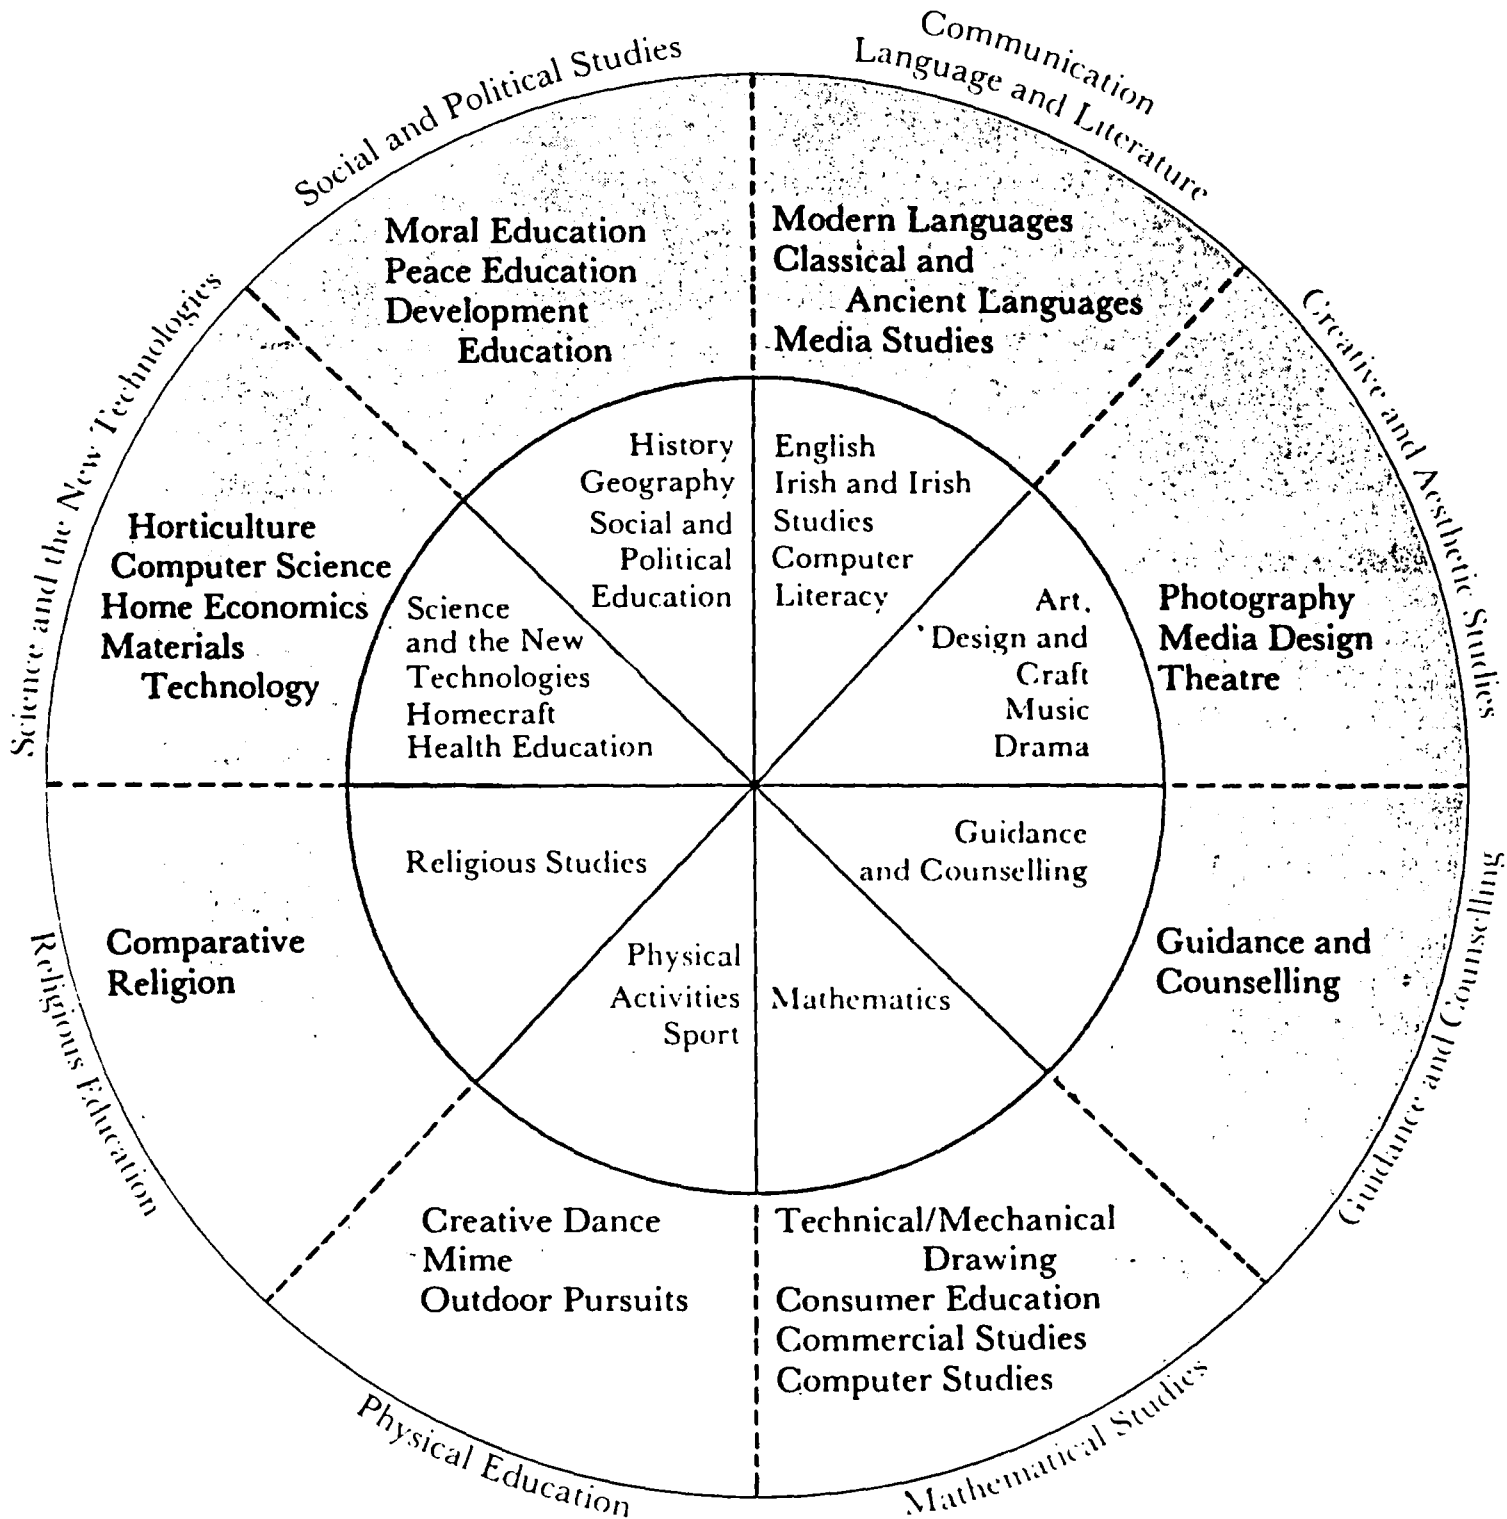 Communication
Language and Literature
Social and Political Studies
Creative and Aesthetic Studies
Science and the New Technologies
Guidance and Counselling
Religious Education
Physical Education
Mathematical Studies
Moral Education
Peace Education
Development
Education
Modern Languages
Classical and
Ancient Languages
Media Studies
Horticulture
Computer Science
Home Economics
Materials
Technology
Photography
Media Design
Theatre
Comparative
Religion
Guidance and
Counselling
Creative Dance
Mime
Outdoor Pursuits
Technical/Mechanical
Drawing
Consumer Education
Commercial Studies
Computer Studies
History
Geography
Social and
Political
Education
English
Irish and Irish
Studies
Computer
Literacy
Science
and the New
Technologies
Homecraft
Health Education
Art,
Design and
Craft
Music
Drama
Religious Studies
Guidance
and Counselling
Physical
Activities
Sport
Mathematics